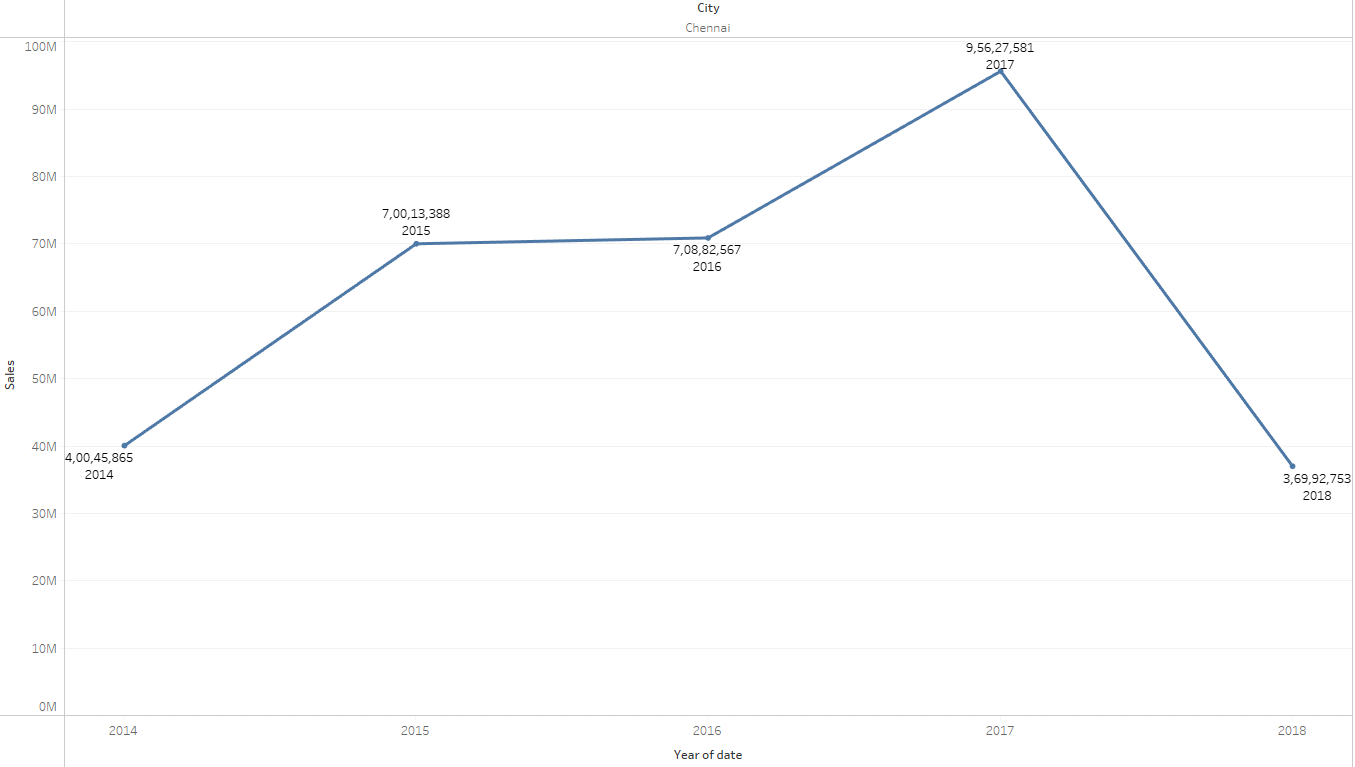 City
Chennai
100M
90M
80M
70M
60M
50M
40M
30M
20M
10M
0M
Sales
4,00,45,865
2014
7,00,13,388
2015
7,08,82,567
2016
9,56,27,581
2017
3,69,92,753
2018
2014 2015 2016 2017 2018
Year of date